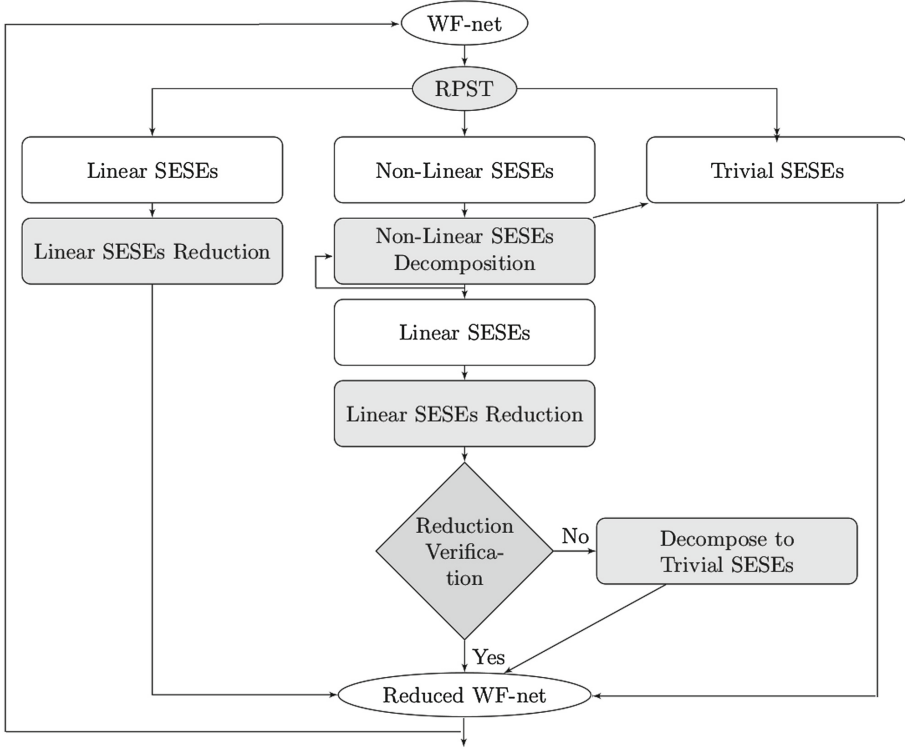 WF-net
RPST
Linear SESEs
Non-Linear SESEs
Trivial SESEs
Linear SESEs Reduction
Non-Linear SESEs
Decomposition
Linear SESEs
Linear SESEs Reduction
Reduction
Verifica-
tion
No
Decompose to
Trivial SESEs
Yes
Reduced WF-net